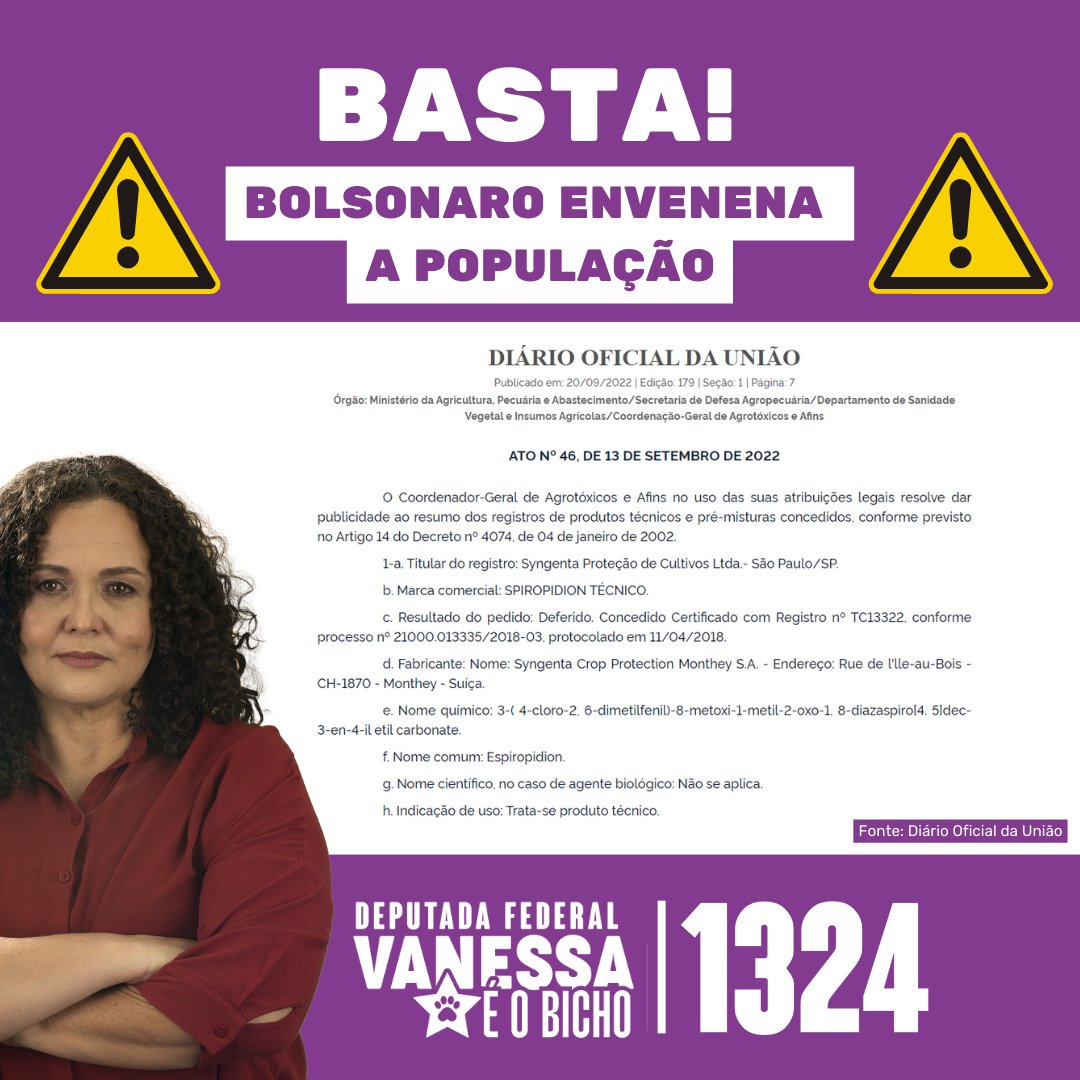 BASTA!
BOLSONARO ENVENENA
A POPULAÇÃO
DIÁRIO OFICIAL DA UNIÃO
Publicado em: 20/09/2022 | Edição: 179 | Seção: 1 | Página: 7
Órgão: Ministério da Agricultura, Pecuária e Abastecimento/Secretaria de Defesa Agropecuária/Departamento de Sanidade
Vegetal e Insumos Agrícolas/Coordenação-Geral de Agrotóxicos e Afins
ATO Nº 46, DE 13 DE SETEMBRO DE 2022
O Coordenador-Geral de Agrotóxicos e Afins no uso das suas atribuições legais resolve dar
publicidade ao resumo dos registros de produtos técnicos e pré-misturas concedidos, conforme previsto
no Artigo 14 do Decreto nº 4074, de 04 de janeiro de 2002.
1-a. Titular do registro: Syngenta Proteção de Cultivos Ltda.- São Paulo/SP.
b. Marca comercial: SPIROPIDION TÉCNICO.
c. Resultado do pedido: Deferido. Concedido Certificado com Registro nº TC13322, conforme
processo nº 21000.013335/2018-03, protocolado em 11/04/2018.
d. Fabricante: Nome: Syngenta Crop Protection Monthey S.A. - Endereço: Rue de l'Ile-au-Bois -
CH-1870 - Monthey - Suíça.
e. Nome químico: 3-( 4-cloro-2, 6-dimetilfenil)-8-metoxi-1-metil-2-oxo-1, 8-diazaspiro[4, 5]dec-
3-en-4-il etil carbonate.
f. Nome comum: Espiropidion.
g. Nome científico, no caso de agente biológico: Não se aplica.
h. Indicação de uso: Trata-se produto técnico.
Fonte: Diário Oficial da União
DEPUTADA FEDERAL
VANESSA
É O BICHO
1324